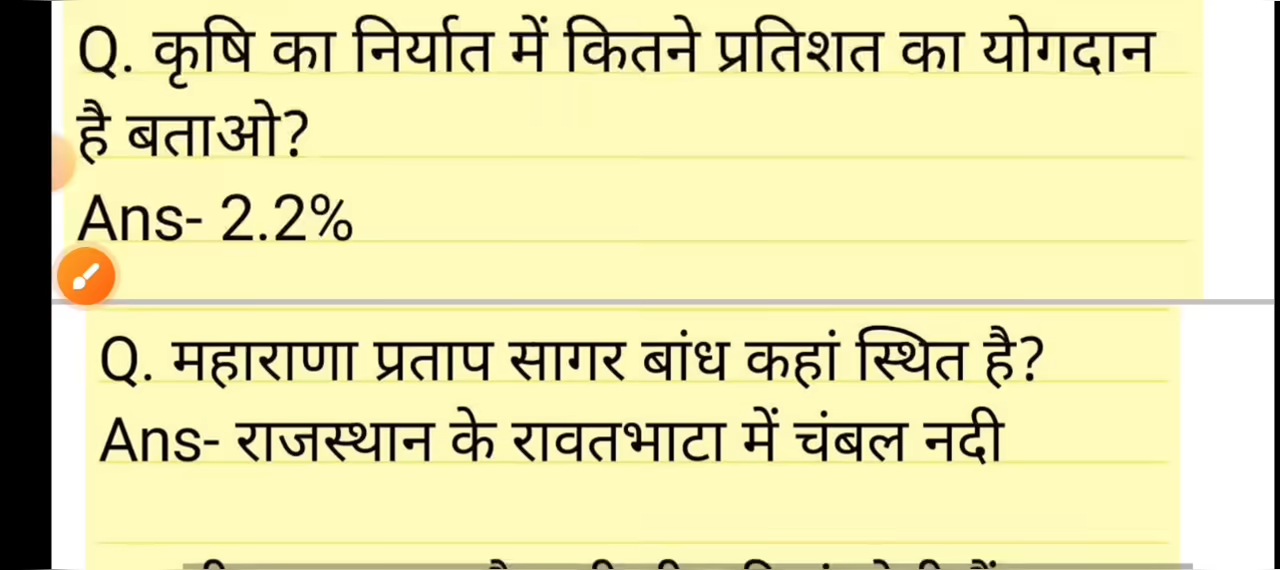 Q. कृषि का निर्यात में कितने प्रतिशत का योगदान
है बताओ?
Ans- 2.2%
Q. महाराणा प्रताप सागर बांध कहां स्थित है?
Ans- राजस्थान के रावतभाटा में चंबल नदी